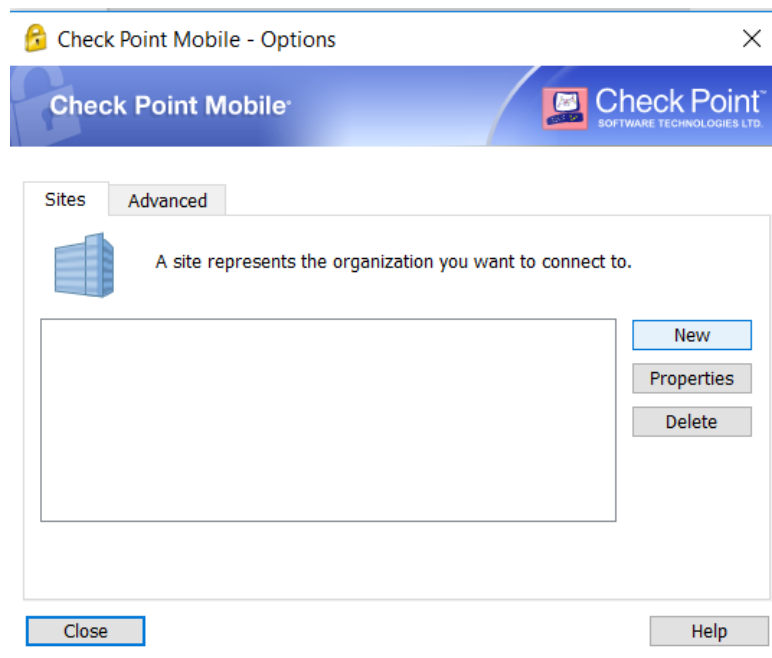 Check Point Mobile - Options
Check Point Mobile
Check Point™
SOFTWARE TECHNOLOGIES LTD.
Sites
Advanced
A site represents the organization you want to connect to.
New
Properties
Delete
Close
Help